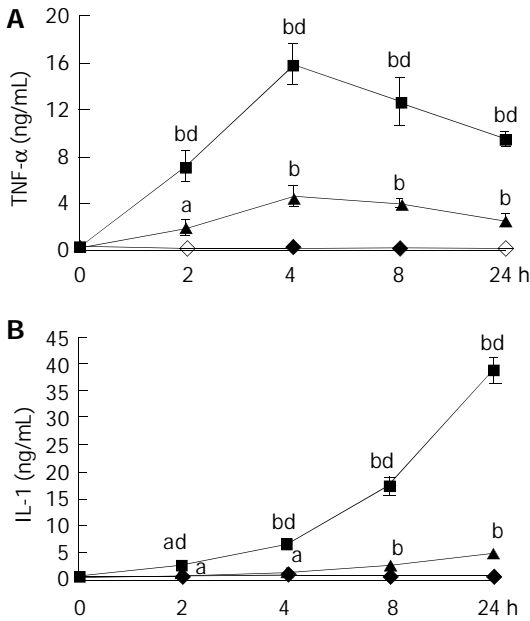 A
20
bd
16
bd
12
bd
bd
8
b
b
a
4
b
0
0 2 4 8 24 h
TNF-α (ng/mL)
B
45
bd
40
35
30
25
bd
20
15
bd
10
ad
b
b
5
a
a
0
0 2 4 8 24 h
IL-1 (ng/mL)